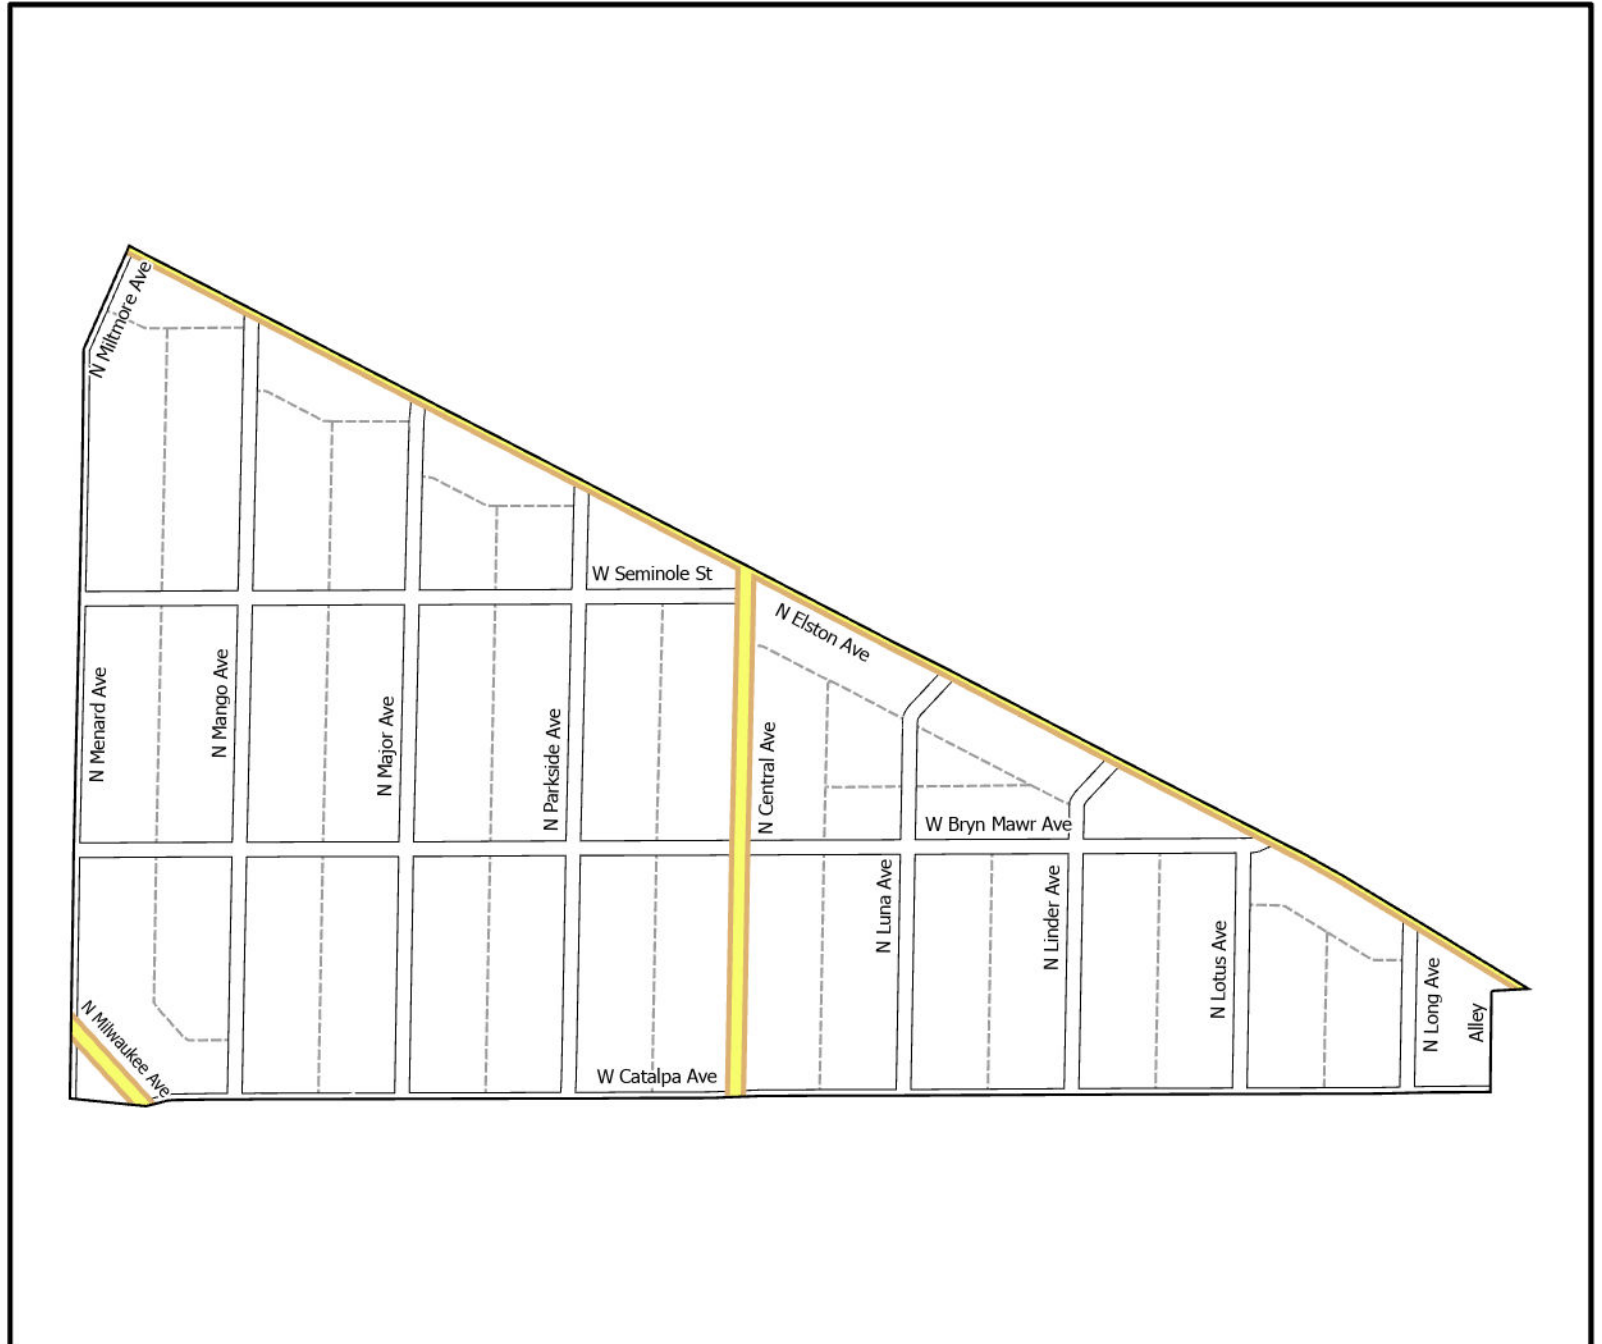 N Miltmore Ave
W Seminole St
N Elston Ave
N Menard Ave
N Mango Ave
N Major Ave
N Parkside Ave
N Central Ave
W Bryn Mawr Ave
N Luna Ave
N Linder Ave
N Lotus Ave
N Long Ave
Alley
N Milwaukee Ave
W Catalpa Ave